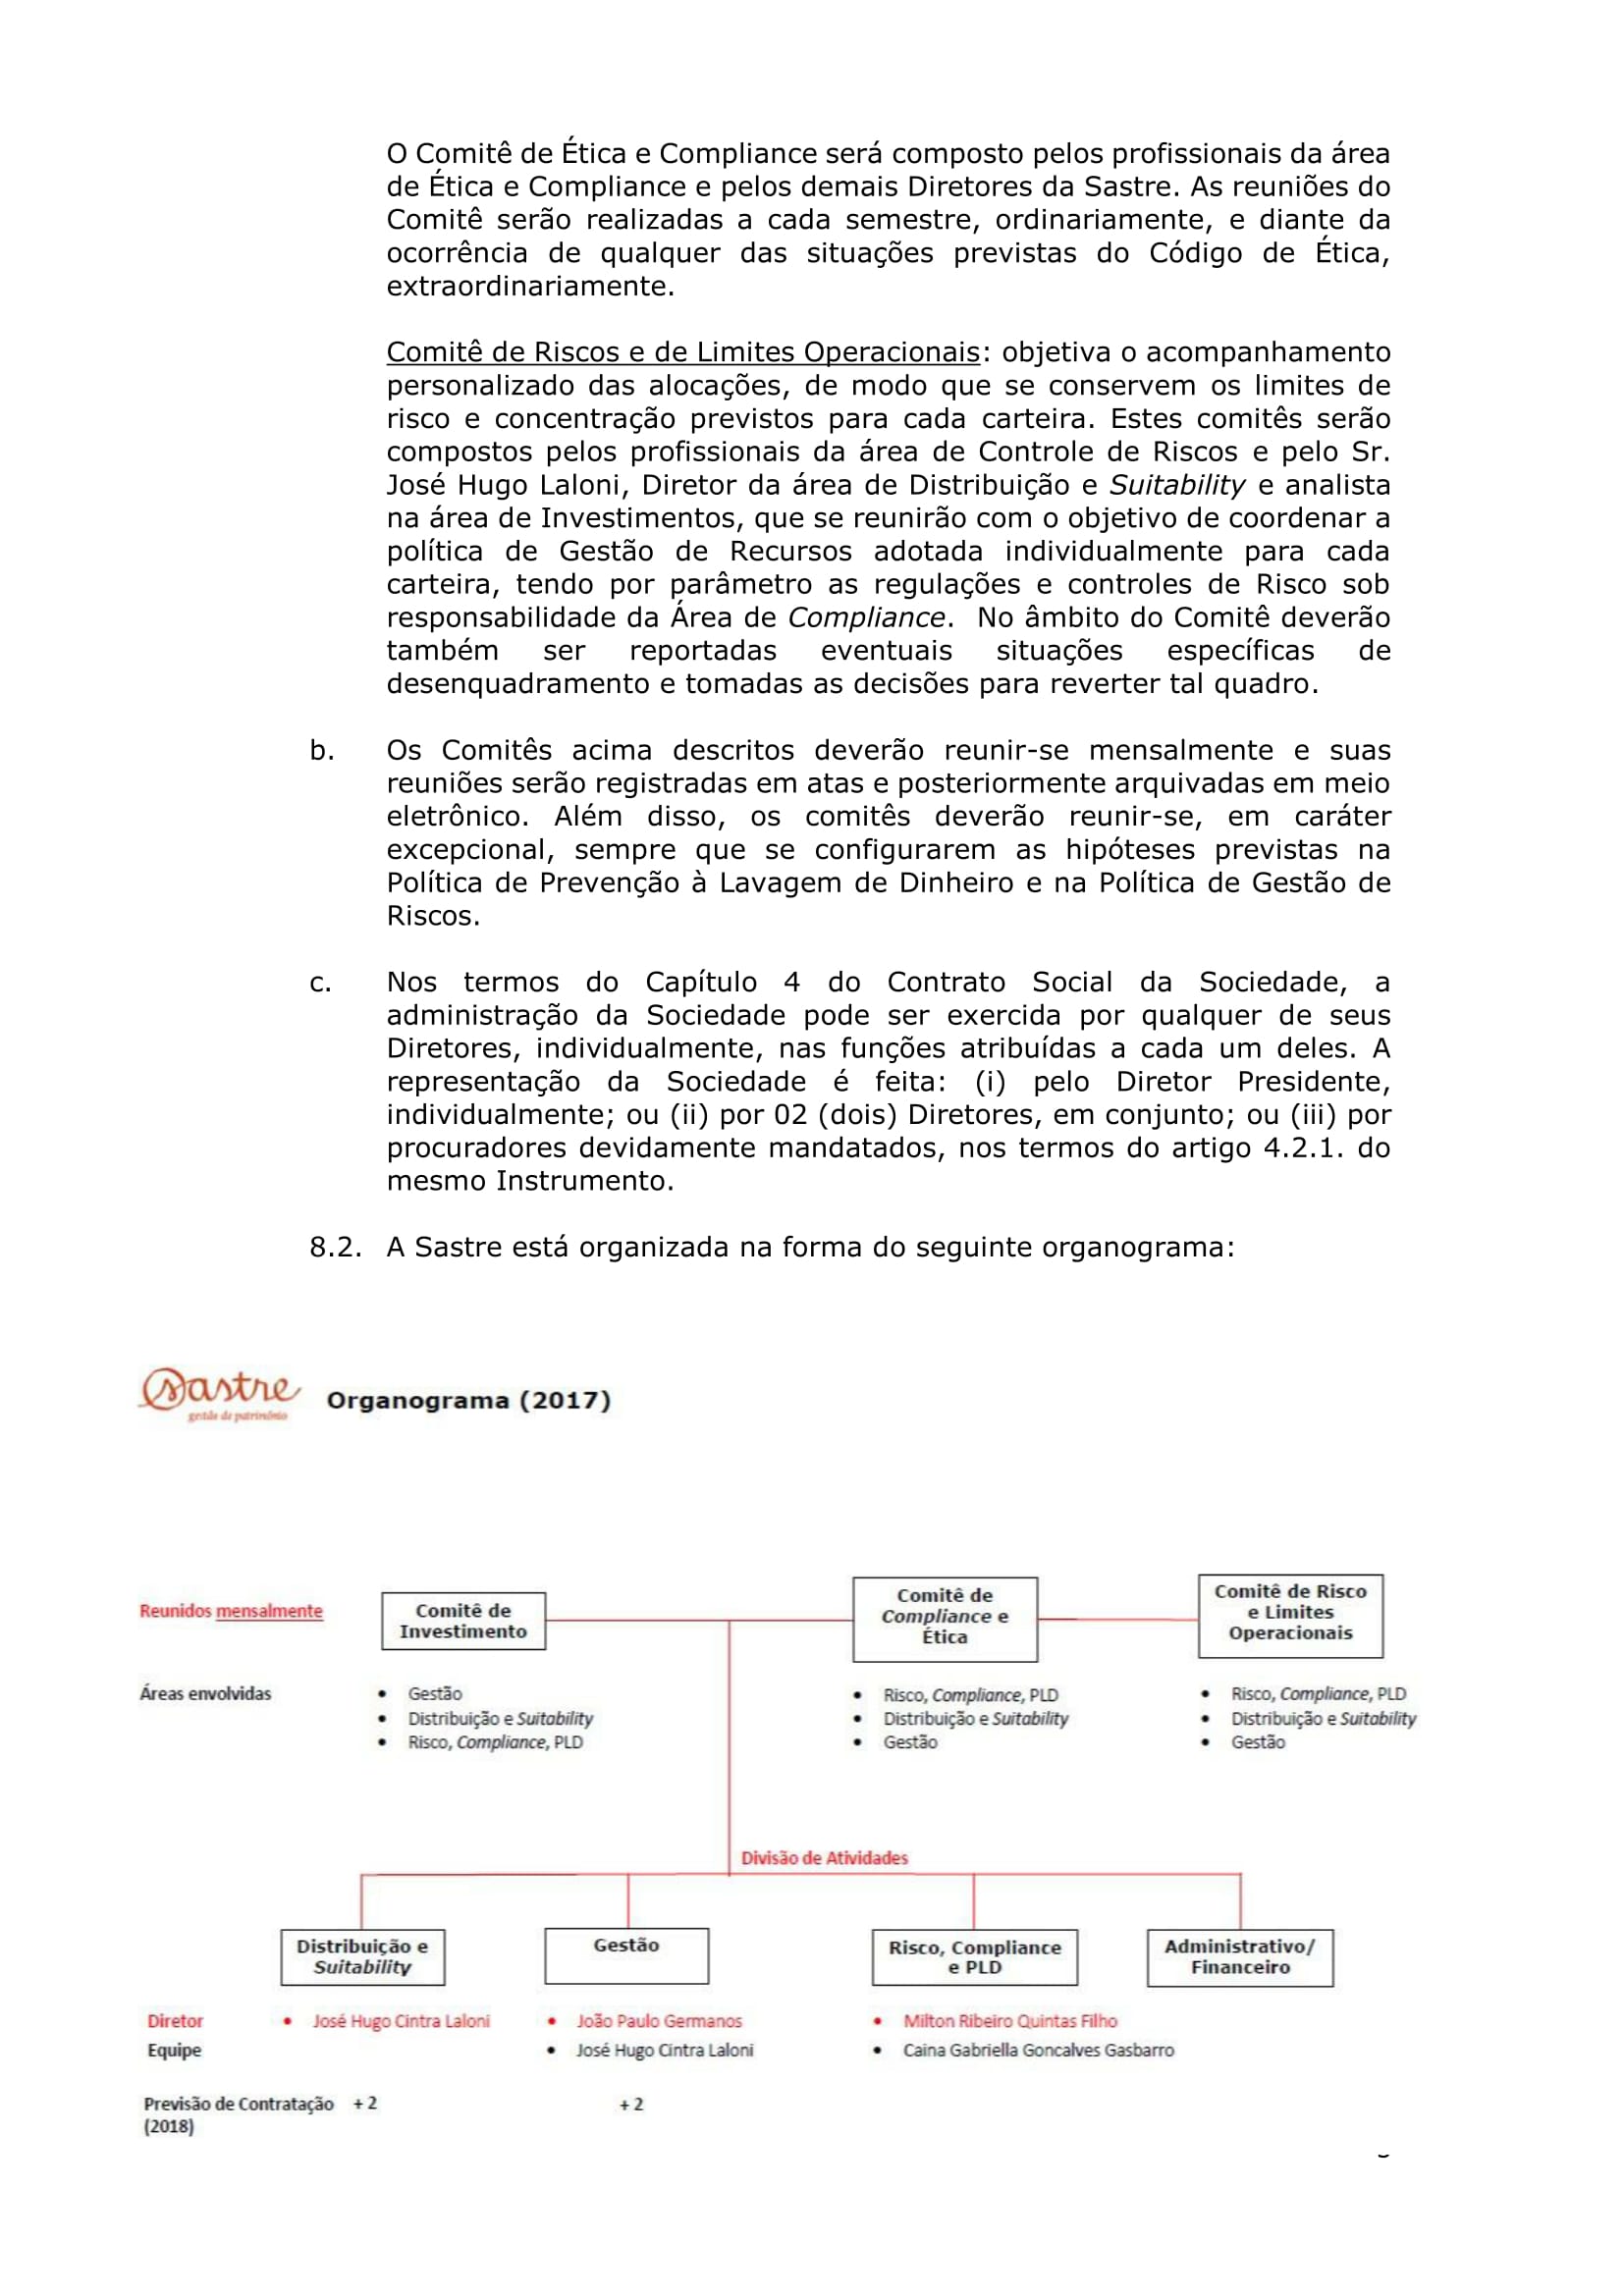 O Comitê de Ética e Compliance será composto pelos profissionais da área
de Ética e Compliance e pelos demais Diretores da Sastre. As reuniões do
Comitê serão realizadas a cada semestre, ordinariamente, e diante da
ocorrência de qualquer das situações previstas do Código de Ética,
extraordinariamente.
Comitê de Riscos e de Limites Operacionais: objetiva o acompanhamento
personalizado das alocações, de modo que se conservem os limites de
risco e concentração previstos para cada carteira. Estes comitês serão
compostos pelos profissionais da área de Controle de Riscos e pelo Sr.
José Hugo Laloni, Diretor da área de Distribuição e Suitability e analista
na área de Investimentos, que se reunirão com o objetivo de coordenar a
política de Gestão de Recursos adotada individualmente para cada
carteira, tendo por parâmetro as regulações e controles de Risco sob
responsabilidade da Área de Compliance. No âmbito do Comitê deverão
também ser reportadas eventuais situações específicas de
desenquadramento e tomadas as decisões para reverter tal quadro.
b. Os Comitês acima descritos deverão reunir-se mensalmente e suas
reuniões serão registradas em atas e posteriormente arquivadas em meio
eletrônico. Além disso, os comitês deverão reunir-se, em caráter
excepcional, sempre que se configurarem as hipóteses previstas na
Política de Prevenção à Lavagem de Dinheiro e na Política de Gestão de
Riscos.
c. Nos termos do Capítulo 4 do Contrato Social da Sociedade, a
administração da Sociedade pode ser exercida por qualquer de seus
Diretores, individualmente, nas funções atribuídas a cada um deles. A
representação da Sociedade é feita: (i) pelo Diretor Presidente,
individualmente; ou (ii) por 02 (dois) Diretores, em conjunto; ou (iii) por
procuradores devidamente mandatados, nos termos do artigo 4.2.1. do
mesmo Instrumento.
8.2. A Sastre está organizada na forma do seguinte organograma:
Sastre
gestão de patrimônio
Organograma (2017)
Reunidos mensalmente
Comitê de
Investimento
Comitê de
Compliance e
Ética
Comitê de Risco
e Limites
Operacionais
Áreas envolvidas
• Gestão
• Distribuição e Suitability
• Risco, Compliance, PLD
• Risco, Compliance, PLD
• Distribuição e Suitability
• Gestão
• Risco, Compliance, PLD
• Distribuição e Suitability
• Gestão
Divisão de Atividades
Distribuição e
Suitability
Gestão
Risco, Compliance
e PLD
Administrativo/
Financeiro
Diretor • José Hugo Cintra Laloni • João Paulo Germanos • Milton Ribeiro Quintas Filho
Equipe • José Hugo Cintra Laloni • Caina Gabriella Goncalves Gasbarro
Previsão de Contratação + 2 + 2
(2018)